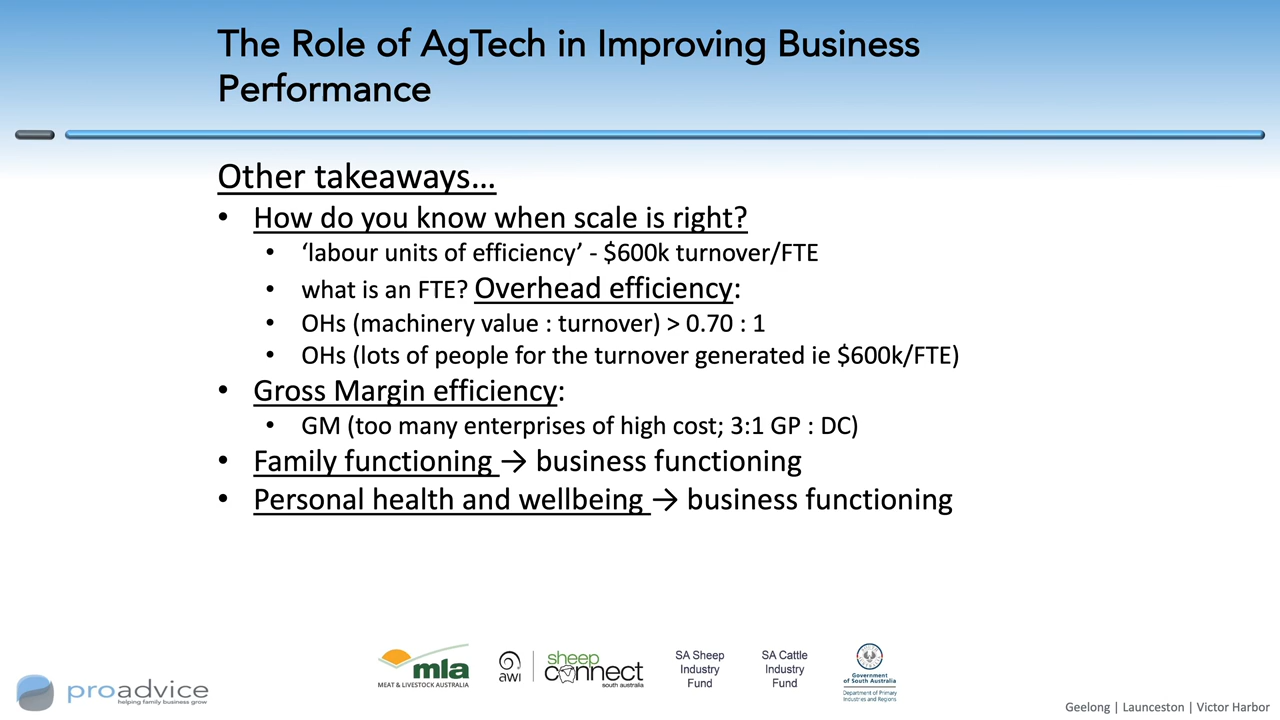 The Role of AgTech in Improving Business
Performance
Other takeaways...
• How do you know when scale is right?
• ‘labour units of efficiency’ - $600k turnover/FTE
• what is an FTE? Overhead efficiency:
• OHs (machinery value : turnover) > 0.70 : 1
• OHs (lots of people for the turnover generated ie $600k/FTE)
• Gross Margin efficiency:
• GM (too many enterprises of high cost; 3:1 GP : DC)
• Family functioning → business functioning
• Personal health and wellbeing → business functioning
proadvice
helping family business grow
mla
MEAT & LIVESTOCK AUSTRALIA
awi
sheep
connect
south australia
SA Sheep
Industry
Fund
SA Cattle
Industry
Fund
Government
of South Australia
Department of Primary
Industries and Regions
Geelong | Launceston | Victor Harbor